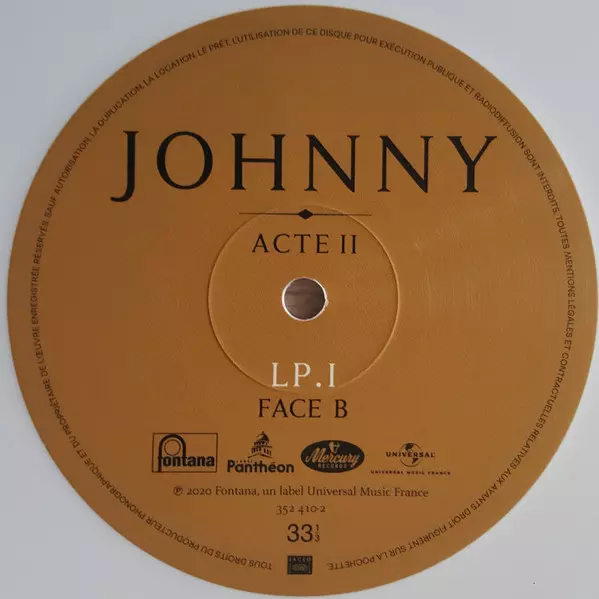 TOUS DROITS DU PRODUCTEUR PHONOGRAPHIQUE ET DU PROPRIÉTAIRE DE L'ŒUVRE ENREGISTRÉE RÉSERVÉS. SAUF AUTORISATION, LA DUPLICATION, LA LOCATION, LE PRÊT, L'UTILISATION DE CE DISQUE POUR EXÉCUTION PUBLIQUE ET RADIODIFFUSION SONT INTERDITS. TOUTES MENTIONS LÉGALES ET CONTRACTUELLES RELATIVES AUX AYANTS DROIT FIGURENT SUR LA POCHETTE.
JOHNNY
ACTE II
LP.I
FACE B
fontana
Panthéon
Mercury
RECORDS
UNIVERSAL
UNIVERSAL MUSIC FRANCE
℗ 2020 Fontana, un label Universal Music France
352 410-2
33 1/3
SACEM